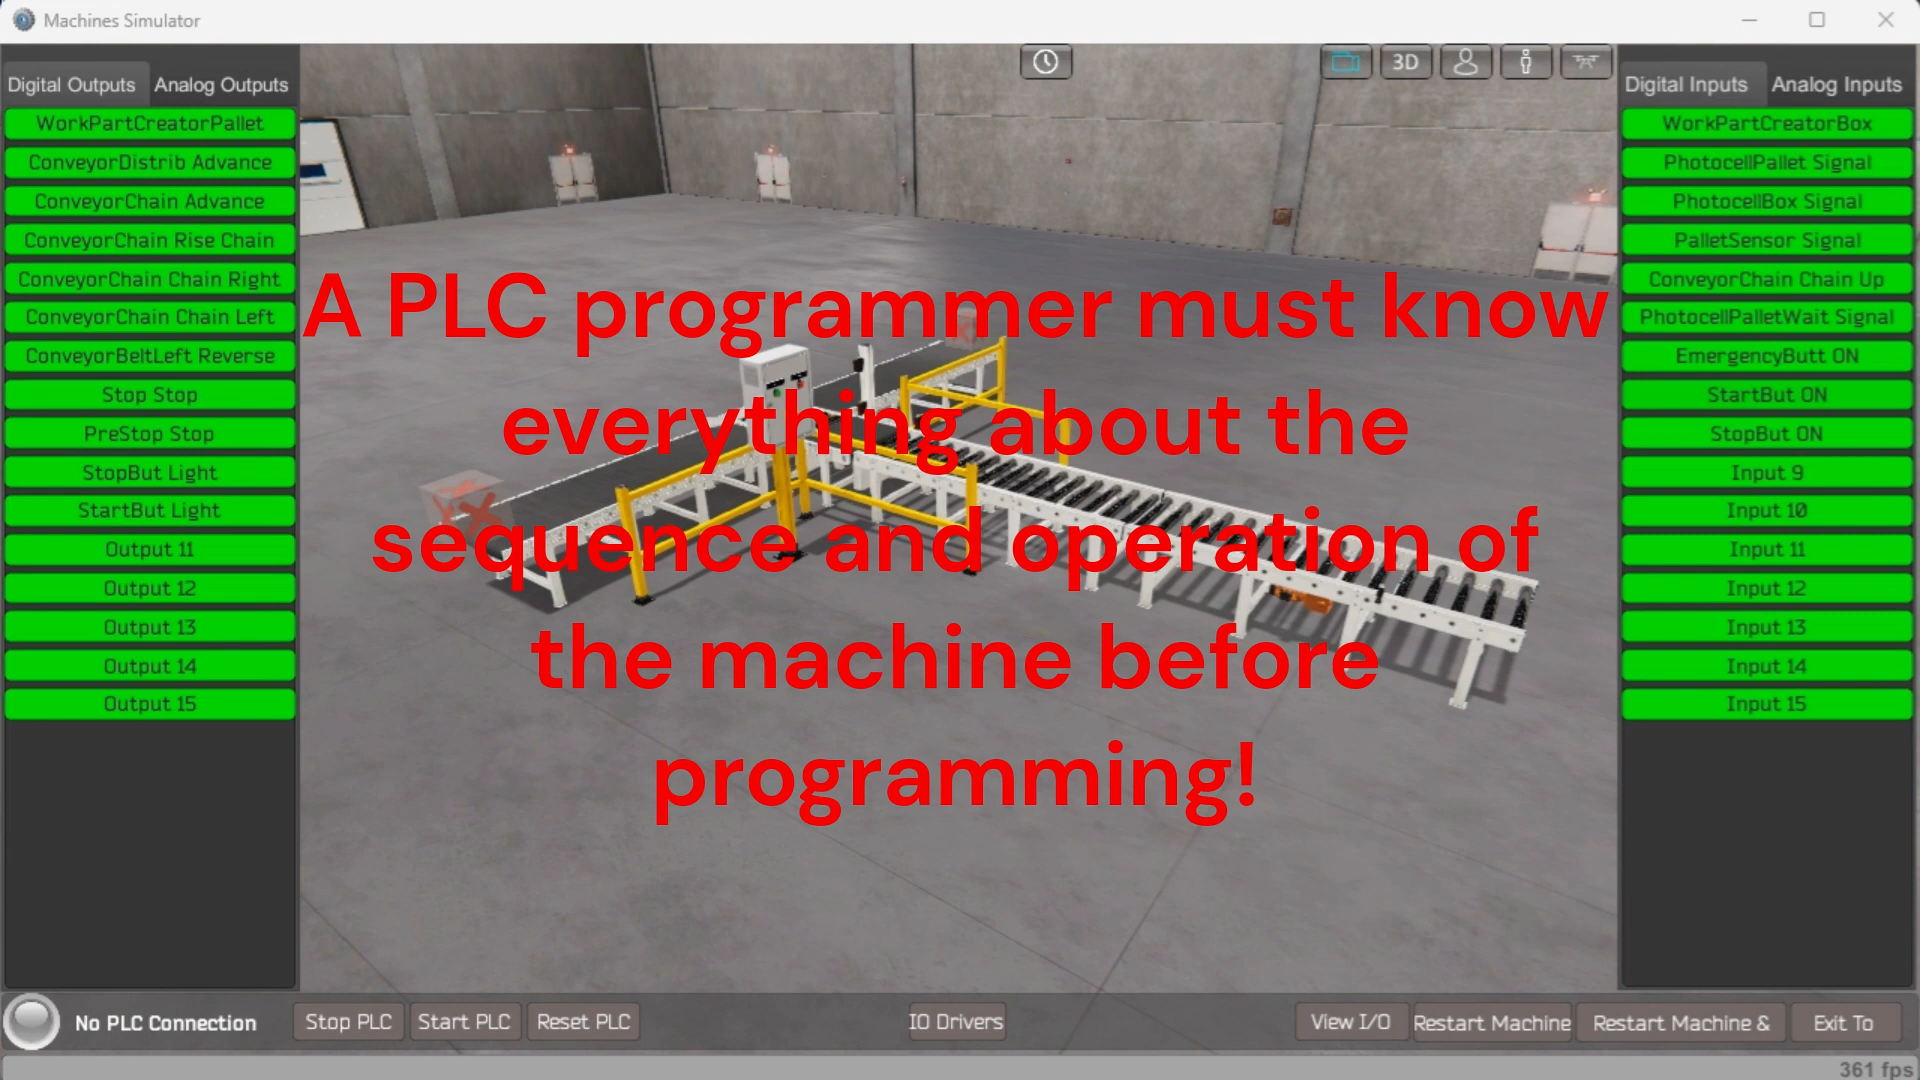 Machines Simulator
Digital Outputs
Analog Outputs
WorkPartCreatorPallet
ConveyorDistrib Advance
ConveyorChain Advance
ConveyorChain Rise Chain
ConveyorChain Chain Right
ConveyorChain Chain Left
ConveyorBeltLeft Reverse
Stop Stop
PreStop Stop
StopBut Light
StartBut Light
Output 11
Output 12
Output 13
Output 14
Output 15
3D
A PLC programmer must know
everything about the
sequence and operation of
the machine before
programming!
Digital Inputs
Analog Inputs
WorkPartCreatorBox
PhotocellPallet Signal
PhotocellBox Signal
PalletSensor Signal
ConveyorChain Chain Up
PhotocellPalletWait Signal
EmergencyButt ON
StartBut ON
StopBut ON
Input 9
Input 10
Input 11
Input 12
Input 13
Input 14
Input 15
No PLC Connection
Stop PLC
Start PLC
Reset PLC
IO Drivers
View I/O
Restart Machine
Restart Machine &
Exit To
361 fps